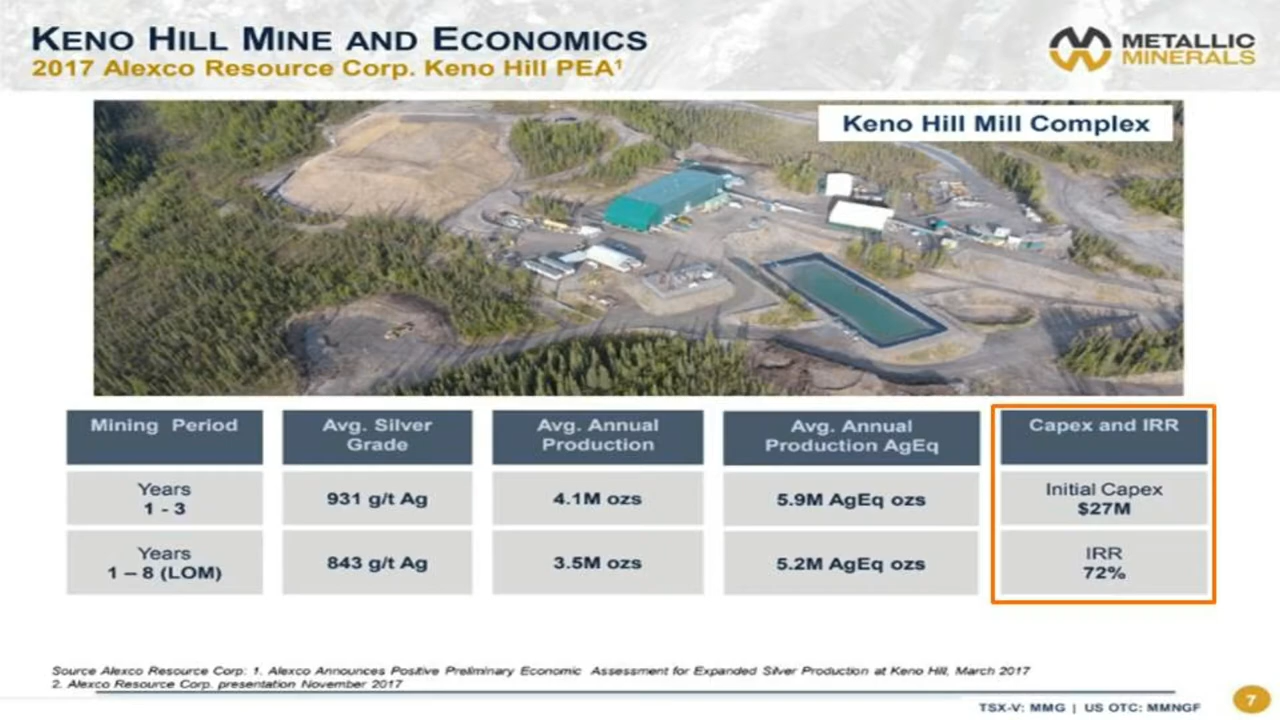 KENO HILL MINE AND ECONOMICS
2017 Alexco Resource Corp. Keno Hill PEA¹
METALLIC
MINERALS
Keno Hill Mill Complex
Mining Period
Avg. Silver
Grade
Avg. Annual
Production
Avg. Annual
Production AgEq
Capex and IRR
Years
1 - 3
931 g/t Ag
4.1M ozs
5.9M AgEq ozs
Initial Capex
$27M
Years
1 – 8 (LOM)
843 g/t Ag
3.5M ozs
5.2M AgEq ozs
IRR
72%
Source Alexco Resource Corp: 1. Alexco Announces Positive Preliminary Economic Assessment for Expanded Silver Production at Keno Hill, March 2017
2. Alexco Resource Corp. presentation November 2017
TSX-V: MMG | US OTC: MMNGF
7